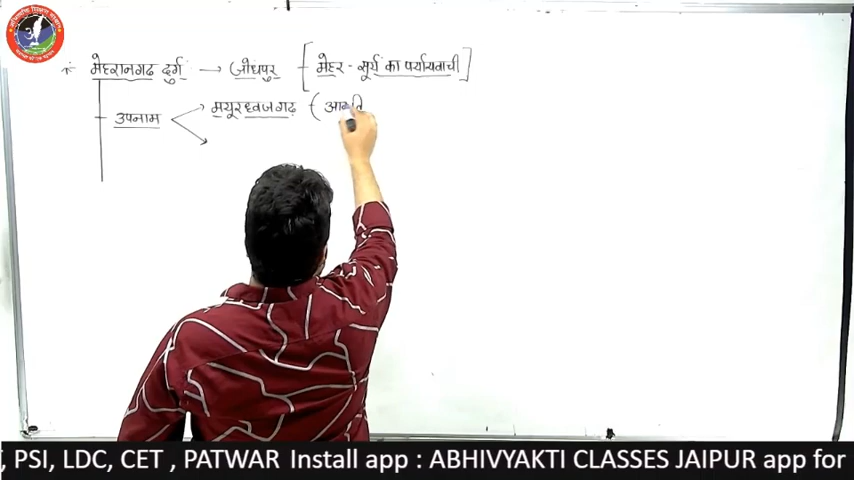 मेहरानगढ दुर्ग → जोधपुर - [मेहर - सूर्य का पर्यायवाची]
उपनाम → मयूरध्वजगढ़ (आकृति
, PSI, LDC, CET , PATWAR Install app : ABHIVYAKTI CLASSES JAIPUR app for